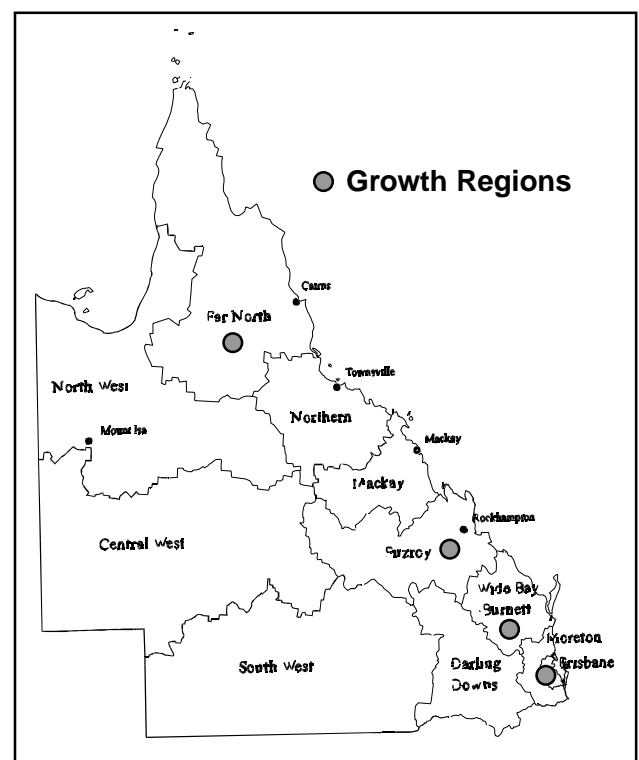 Growth Regions
Cairns
Far North
Townsville
North West
Northern
Mount Isa
Mackay
Mackay
Rockhampton
Central West
Fitzroy
Wide Bay
Burnett
Moreton
South West
Darling
Downs
Brisbane